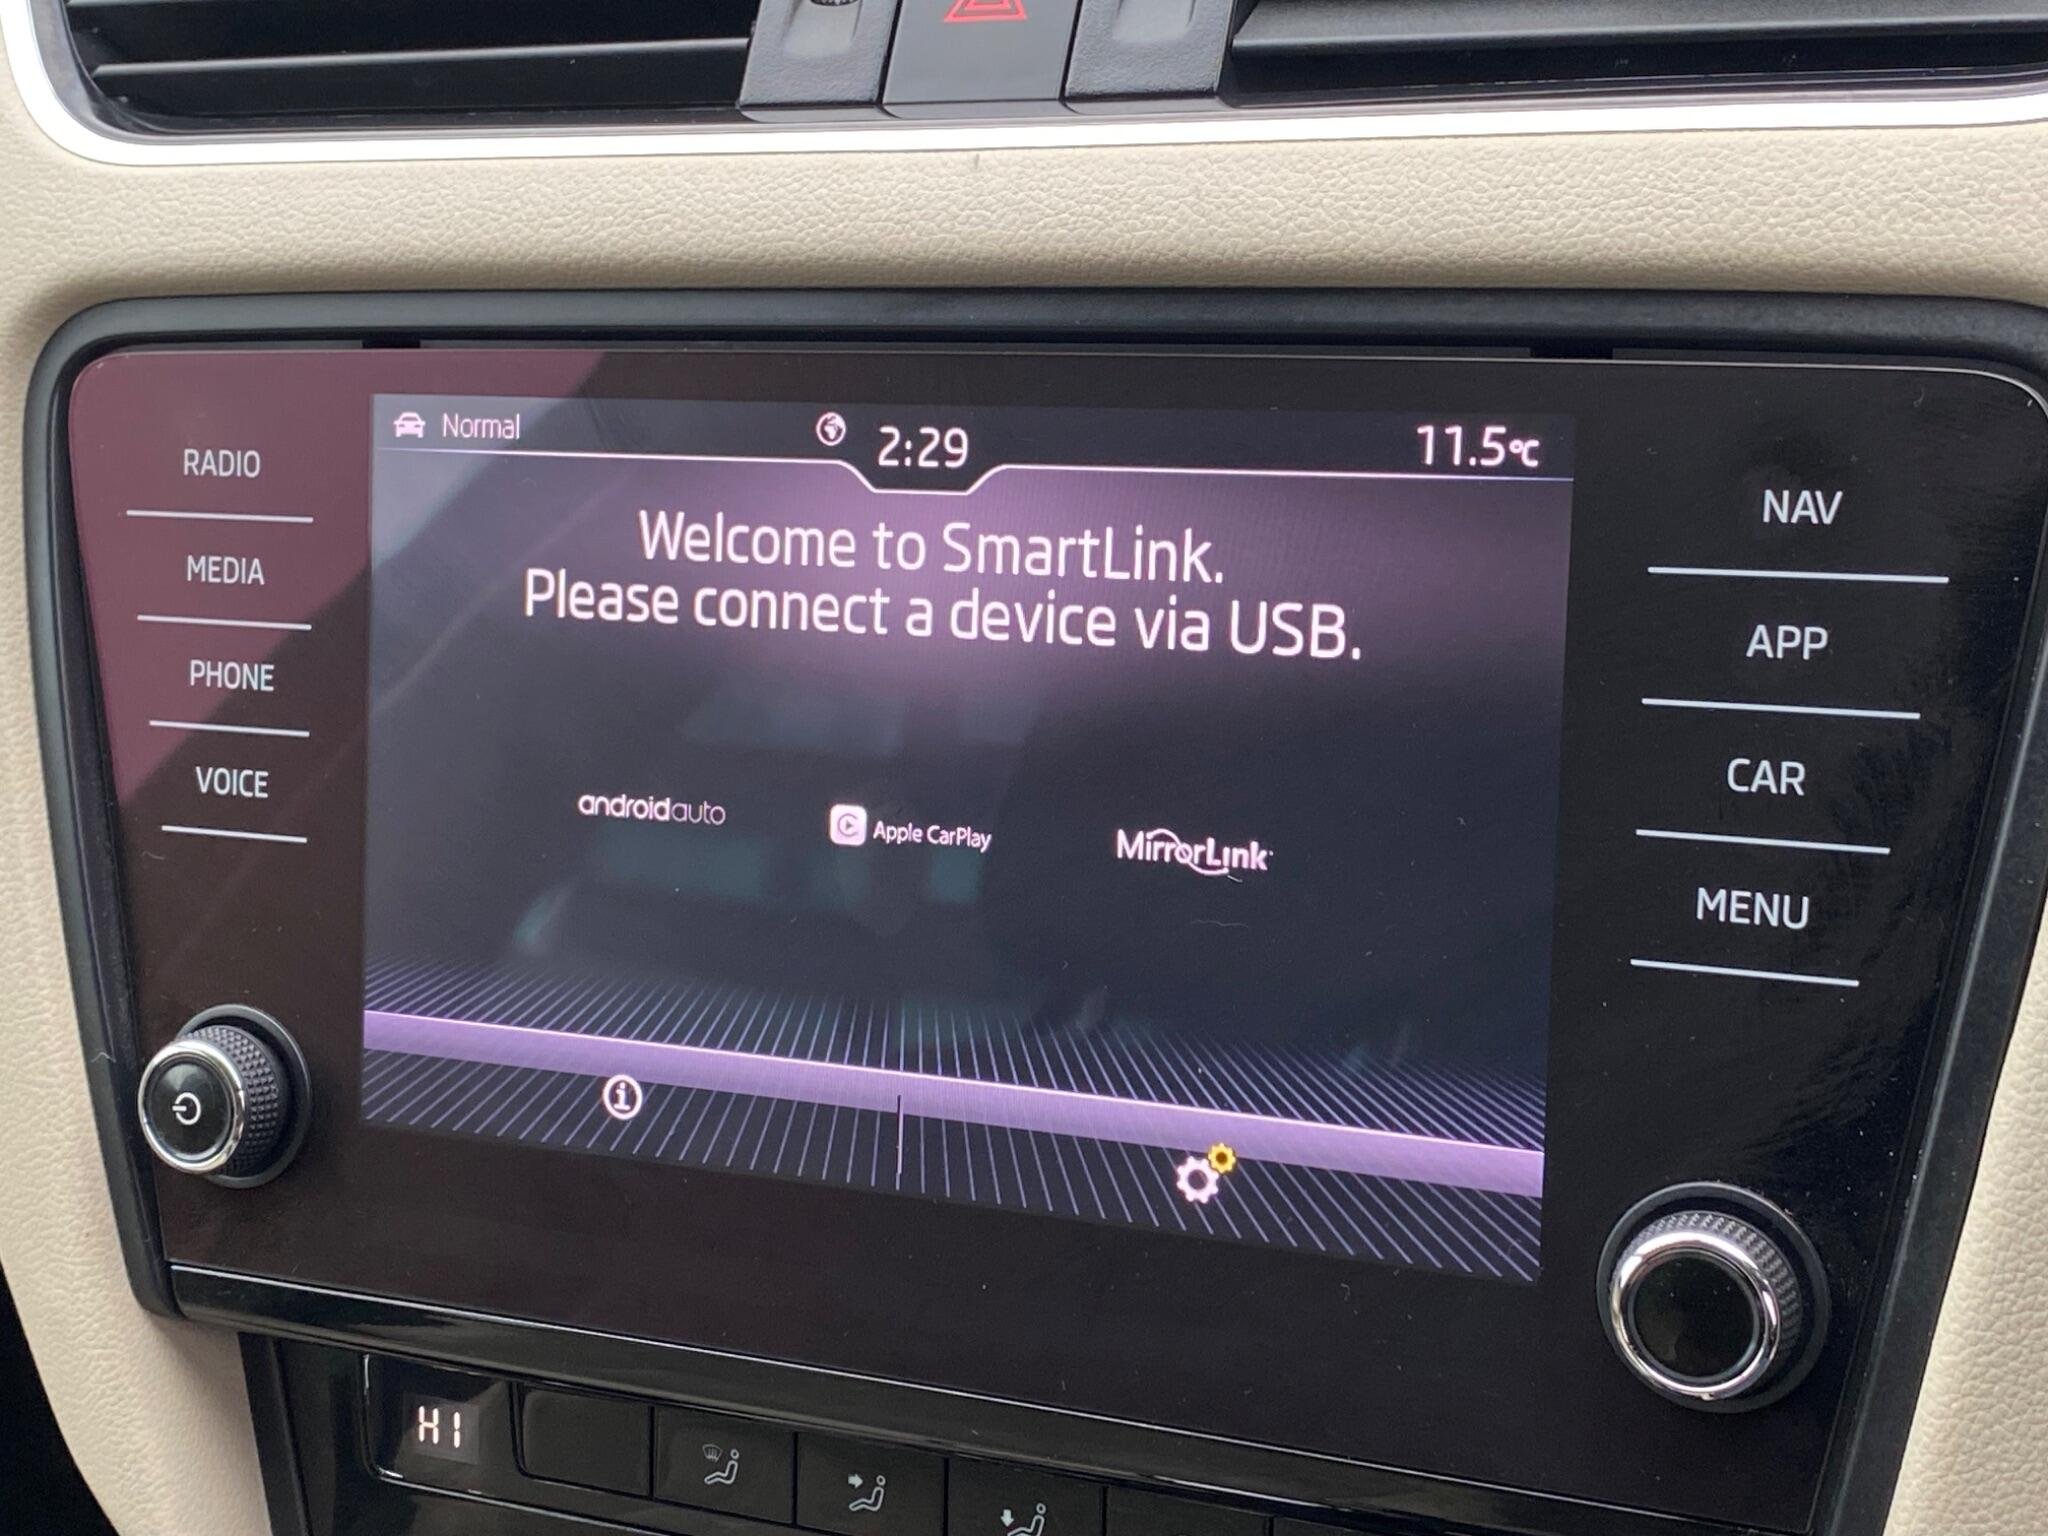 Normal
2:29
11.5°C
RADIO
MEDIA
PHONE
VOICE
Welcome to SmartLink.
Please connect a device via USB.
androidauto
Apple CarPlay
MirrorLink
NAV
APP
CAR
MENU
HI